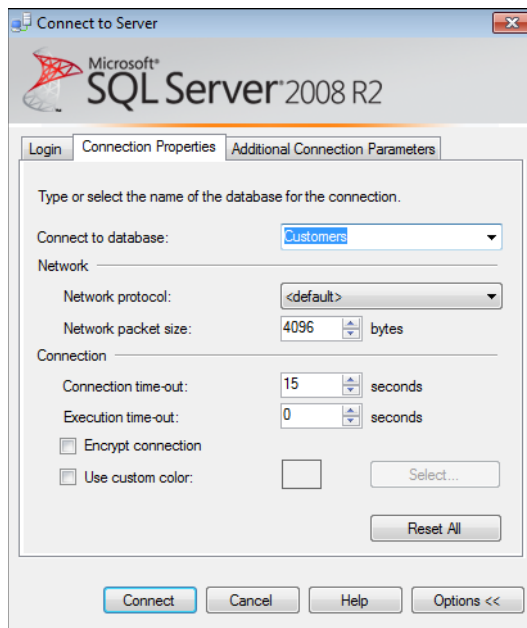 Connect to Server
Microsoft®
SQL Server® 2008 R2
Login Connection Properties Additional Connection Parameters
Type or select the name of the database for the connection.
Connect to database: Customers
Network
Network protocol: <default>
Network packet size: 4096 bytes
Connection
Connection time-out: 15 seconds
Execution time-out: 0 seconds
Encrypt connection
Use custom color: Select...
Reset All
Connect Cancel Help Options <<